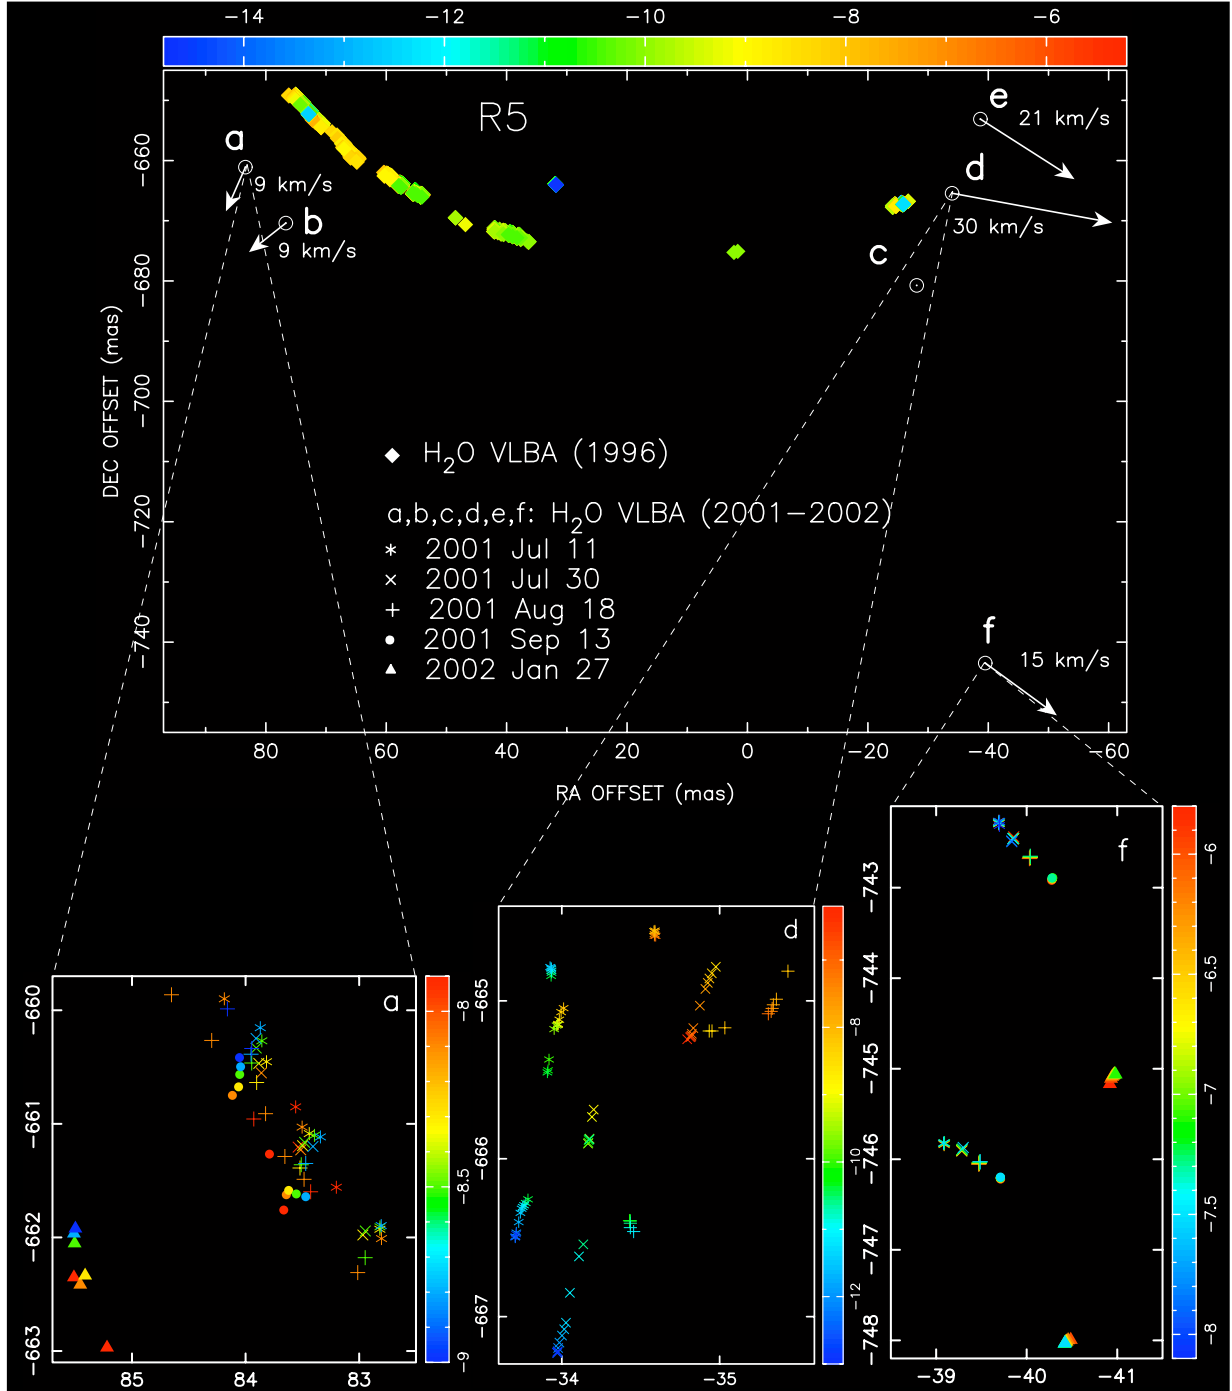 -14 -12 -10 -8 -6
R5
e
21 km/s
a
d
-660
9 km/s
b
30 km/s
9 km/s
c
-680
DEC OFFSET (mas)
-700
H2O VLBA (1996)
-720
a,b,c,d,e,f: H2O VLBA (2001-2002)
2001 Jul 11
2001 Jul 30
2001 Aug 18
2001 Sep 13
2002 Jan 27
-740
f
15 km/s
80 60 40 20 0 -20 -40 -60
RA OFFSET (mas)
a
-660
-661
-662
-663
85 84 83
-8
-8.5
-9
d
-665
-666
-667
-34 -35
-8
-10
-12
f
-743
-744
-745
-746
-747
-748
-39 -40 -41
-6
-6.5
-7
-7.5
-8